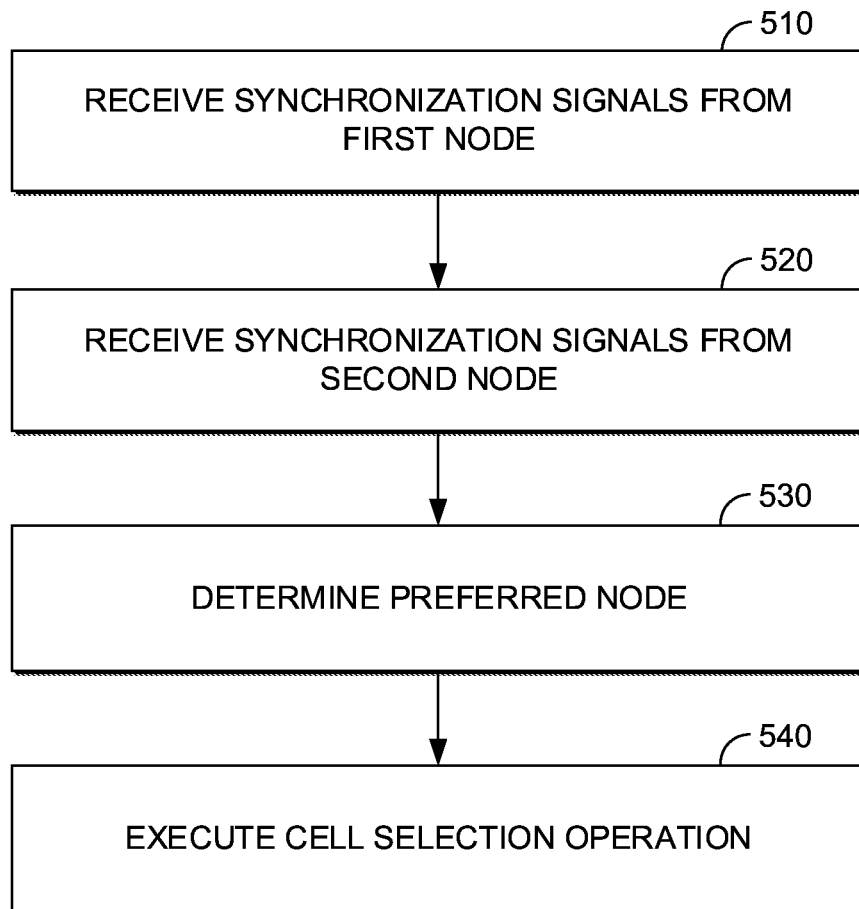 510
RECEIVE SYNCHRONIZATION SIGNALS FROM
FIRST NODE
520
RECEIVE SYNCHRONIZATION SIGNALS FROM
SECOND NODE
530
DETERMINE PREFERRED NODE
540
EXECUTE CELL SELECTION OPERATION